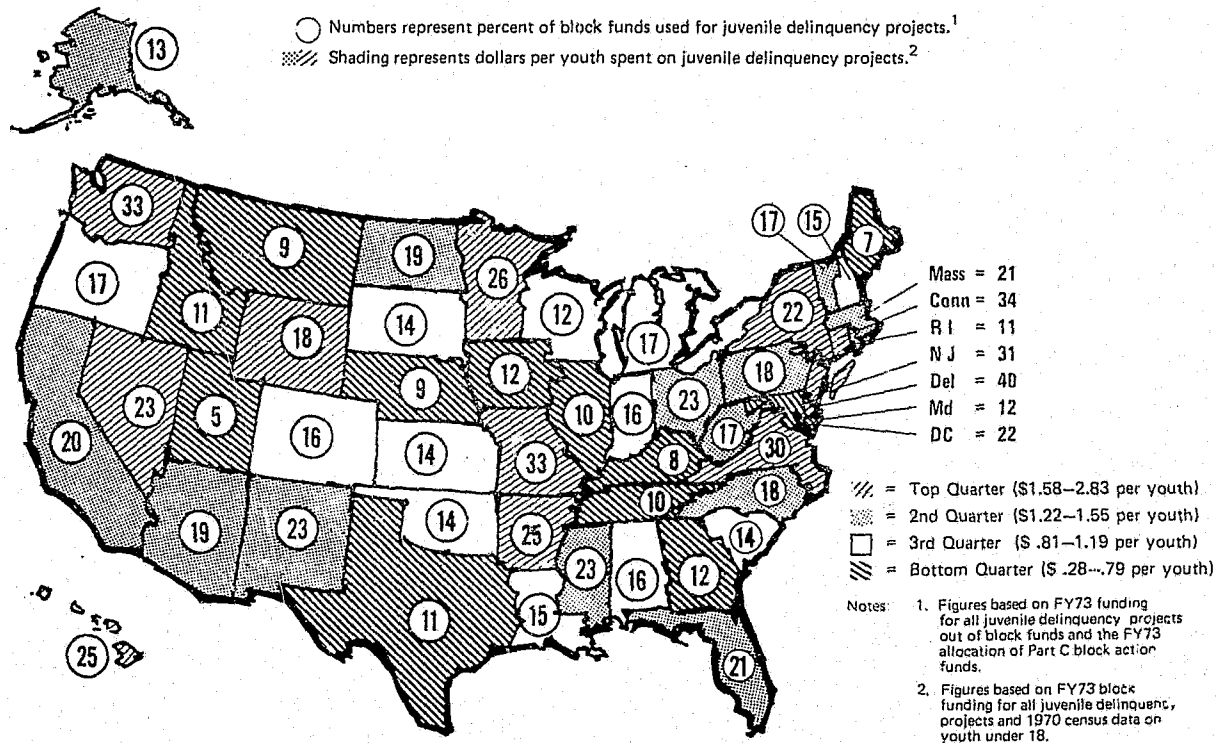 Numbers represent percent of block funds used for juvenile delinquency projects.1
Shading represents dollars per youth spent on juvenile delinquency projects.2
13
33
9
19
26
17
15
7
17
11
18
14
12
17
22
20
23
5
16
9
12
10
16
23
18
17
30
14
33
8
10
18
19
23
14
25
23
16
12
14
11
15
21
25
Mass = 21
Conn = 34
R I = 11
N J = 31
Del = 40
Md = 12
DC = 22
= Top Quarter ($1.58–2.83 per youth)
= 2nd Quarter ($1.22–1.55 per youth)
= 3rd Quarter ($ .81–1.19 per youth)
= Bottom Quarter ($ .28–.79 per youth)
Notes: 1. Figures based on FY73 funding
for all juvenile delinquency projects
out of block funds and the FY73
allocation of Part C block action
funds.
2. Figures based on FY73 block
funding for all juvenile delinquent,
projects and 1970 census data on
youth under 18.